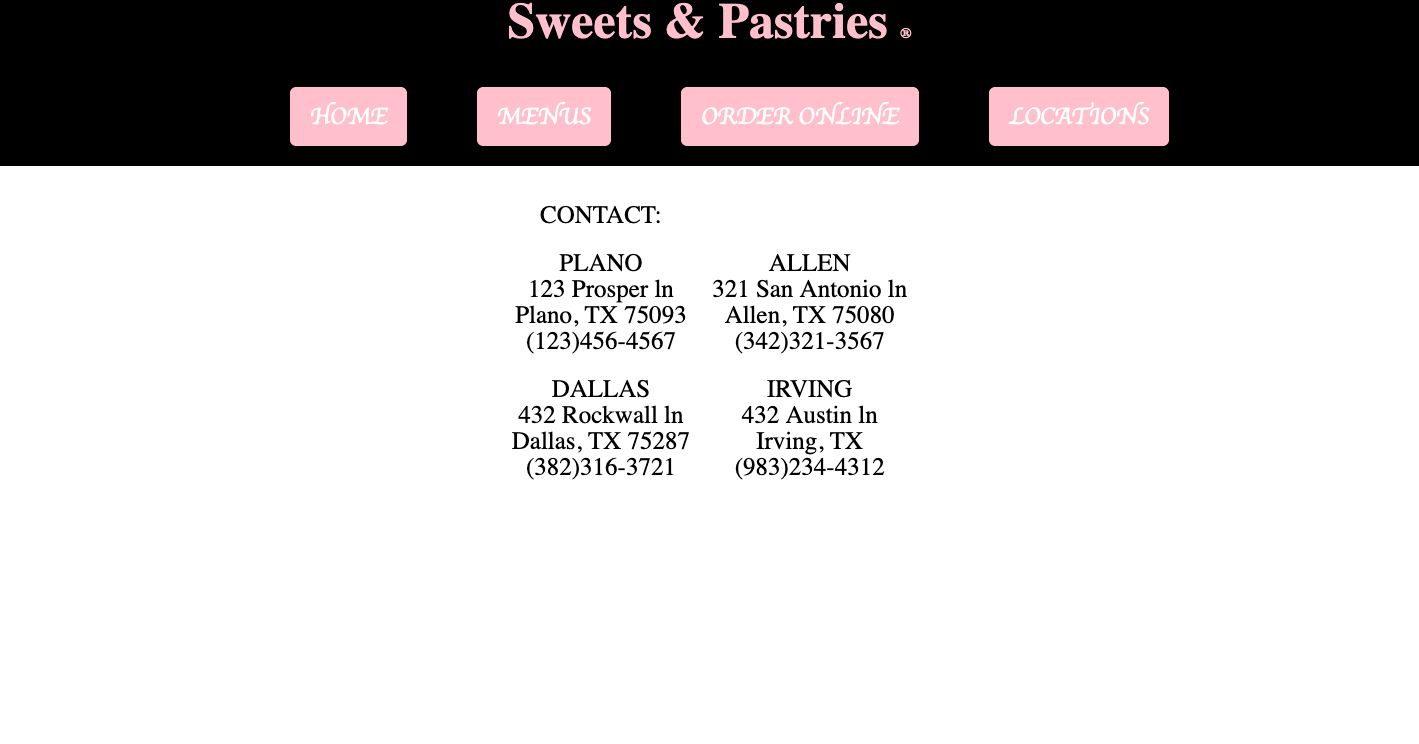 Sweets & Pastries ®
HOME
MENUS
ORDER ONLINE
LOCATIONS
CONTACT:
PLANO
123 Prosper ln
Plano, TX 75093
(123)456-4567
ALLEN
321 San Antonio ln
Allen, TX 75080
(342)321-3567
DALLAS
432 Rockwall ln
Dallas, TX 75287
(382)316-3721
IRVING
432 Austin ln
Irving, TX
(983)234-4312